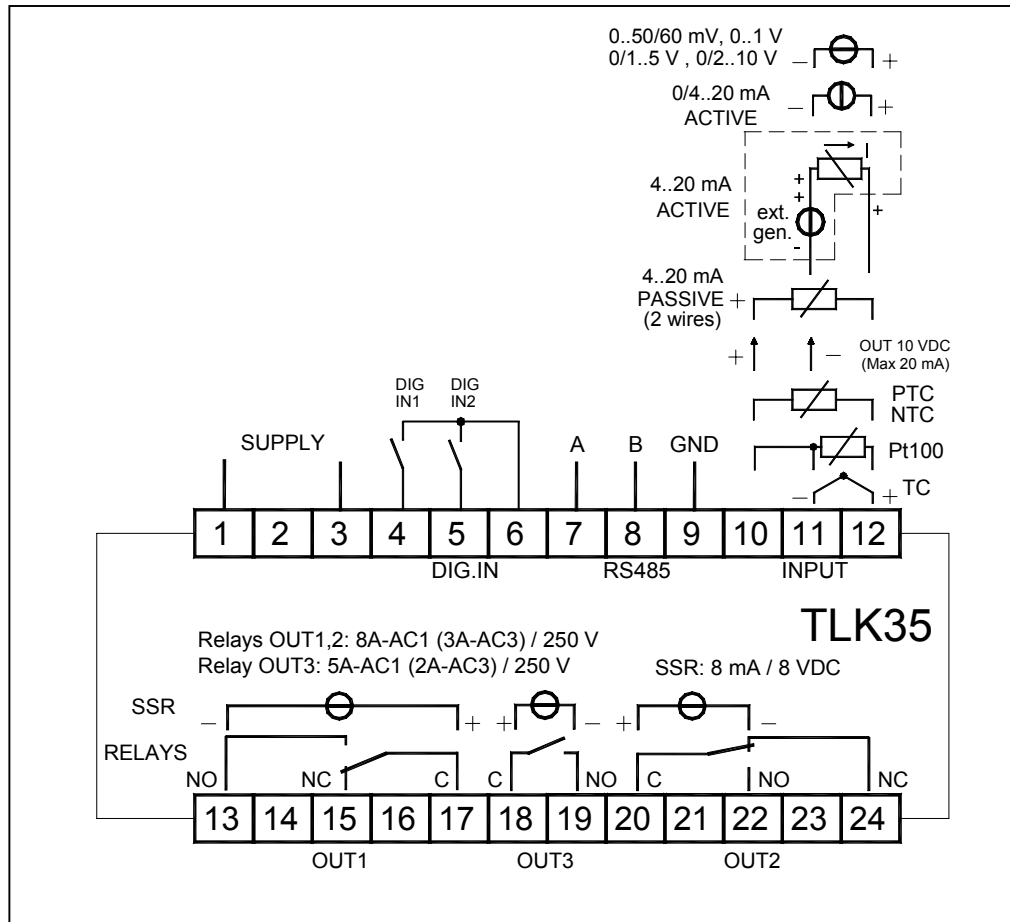 0..50/60 mV, 0..1 V
0/1..5 V , 0/2..10 V
− +
0/4..20 mA
ACTIVE
− +
4..20 mA
ACTIVE
I
+
+
+
ext.
gen.
-
4..20 mA
PASSIVE
(2 wires)
+
+ −
OUT 10 VDC
(Max 20 mA)
PTC
NTC
Pt100
− +
TC
DIG
IN1
DIG
IN2
SUPPLY
A B GND
1 2 3 4 5 6 7 8 9 10 11 12
DIG.IN RS485 INPUT
TLK35
Relays OUT1,2: 8A-AC1 (3A-AC3) / 250 V
Relay OUT3: 5A-AC1 (2A-AC3) / 250 V
SSR: 8 mA / 8 VDC
SSR − + + − + −
RELAYS
NO NC C C NO C NO NC
13 14 15 16 17 18 19 20 21 22 23 24
OUT1 OUT3 OUT2